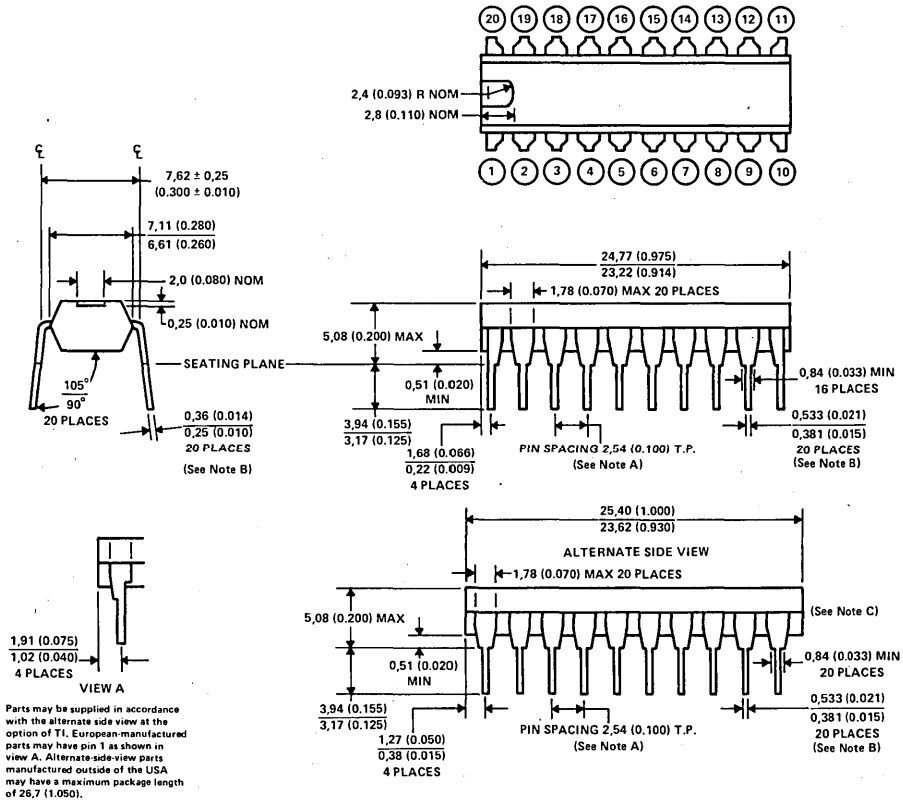 20 19 18 17 16 15 14 13 12 11
2,4 (0.093) R NOM
2,8 (0.110) NOM
1 2 3 4 5 6 7 8 9 10
℄ ℄
7,62 ± 0,25
(0.300 ± 0.010)
7,11 (0.280)
6,61 (0.260)
2,0 (0.080) NOM
0,25 (0.010) NOM
SEATING PLANE
105°
90°
20 PLACES
0,36 (0.014)
0,25 (0.010)
20 PLACES
(See Note B)
24,77 (0.975)
23,22 (0.914)
1,78 (0.070) MAX 20 PLACES
5,08 (0.200) MAX
0,51 (0.020)
MIN
3,94 (0.155)
3,17 (0.125)
1,68 (0.066)
0,22 (0.009)
4 PLACES
PIN SPACING 2,54 (0.100) T.P.
(See Note A)
0,84 (0.033) MIN
16 PLACES
0,533 (0.021)
0,381 (0.015)
20 PLACES
(See Note B)
25,40 (1.000)
23,62 (0.930)
ALTERNATE SIDE VIEW
1,78 (0.070) MAX 20 PLACES
5,08 (0.200) MAX
(See Note C)
0,51 (0.020)
MIN
0,84 (0.033) MIN
20 PLACES
3,94 (0.155)
3,17 (0.125)
1,27 (0.050)
0,38 (0.015)
4 PLACES
PIN SPACING 2,54 (0.100) T.P.
(See Note A)
0,533 (0.021)
0,381 (0.015)
20 PLACES
(See Note B)
1,91 (0.075)
1,02 (0.040)
4 PLACES
VIEW A
Parts may be supplied in accordance
with the alternate side view at the
option of TI. European-manufactured
parts may have pin 1 as shown in
view A. Alternate-side-view parts
manufactured outside of the USA
may have a maximum package length
of 26,7 (1.050).